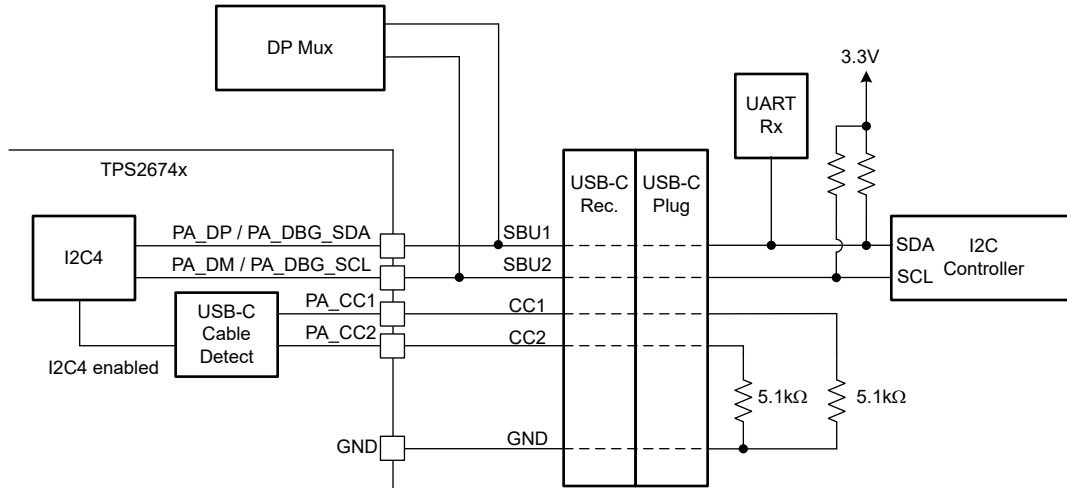 DP Mux
3.3V
UART
Rx
TPS2674x
USB-C
Rec.
USB-C
Plug
I2C4
PA_DP / PA_DBG_SDA
SBU1
SDA
I2C
Controller
PA_DM / PA_DBG_SCL
SBU2
SCL
USB-C
Cable
Detect
PA_CC1
CC1
PA_CC2
CC2
I2C4 enabled
5.1kΩ
5.1kΩ
GND
GND